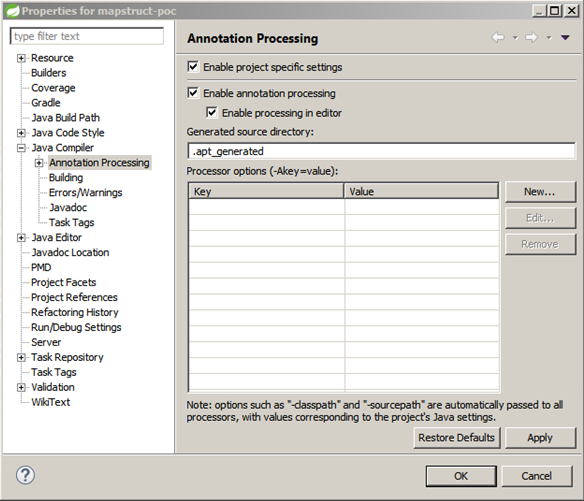 Properties for mapstruct-poc
type filter text
Resource
Builders
Coverage
Gradle
Java Build Path
Java Code Style
Java Compiler
Annotation Processing
Building
Errors/Warnings
Javadoc
Task Tags
Java Editor
Javadoc Location
PMD
Project Facets
Project References
Refactoring History
Run/Debug Settings
Server
Task Repository
Task Tags
Validation
WikiText
Annotation Processing
Enable project specific settings
Enable annotation processing
Enable processing in editor
Generated source directory:
.apt_generated
Processor options (-Akey=value):
Key Value
New...
Edit...
Remove
Note: options such as "-classpath" and "-sourcepath" are automatically passed to all
processors, with values corresponding to the project's Java settings.
Restore Defaults Apply
? OK Cancel